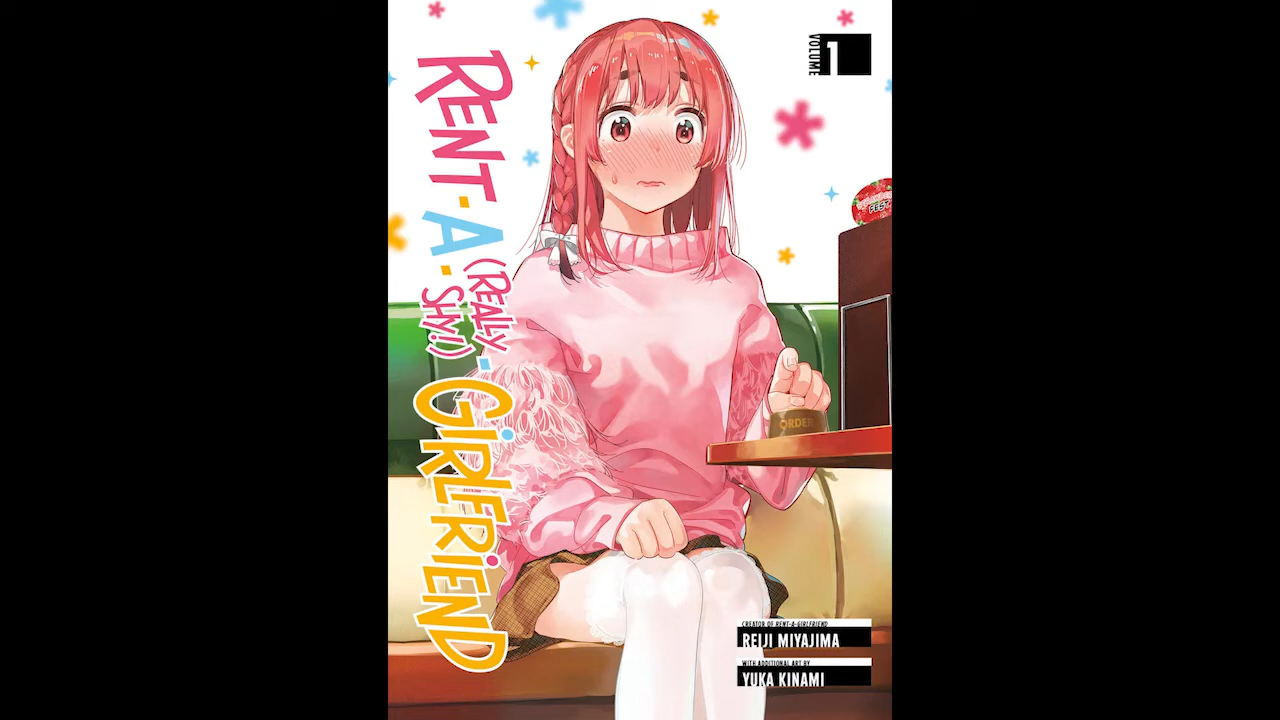 RENT-A-
(REALLY
SHY!)
GIRLFRIEND
VOLUME
1
FEST
ORDER
CREATOR OF RENT-A-GIRLFRIEND
REIJI MIYAJIMA
WITH ADDITIONAL ART BY
YUKA KINAMI